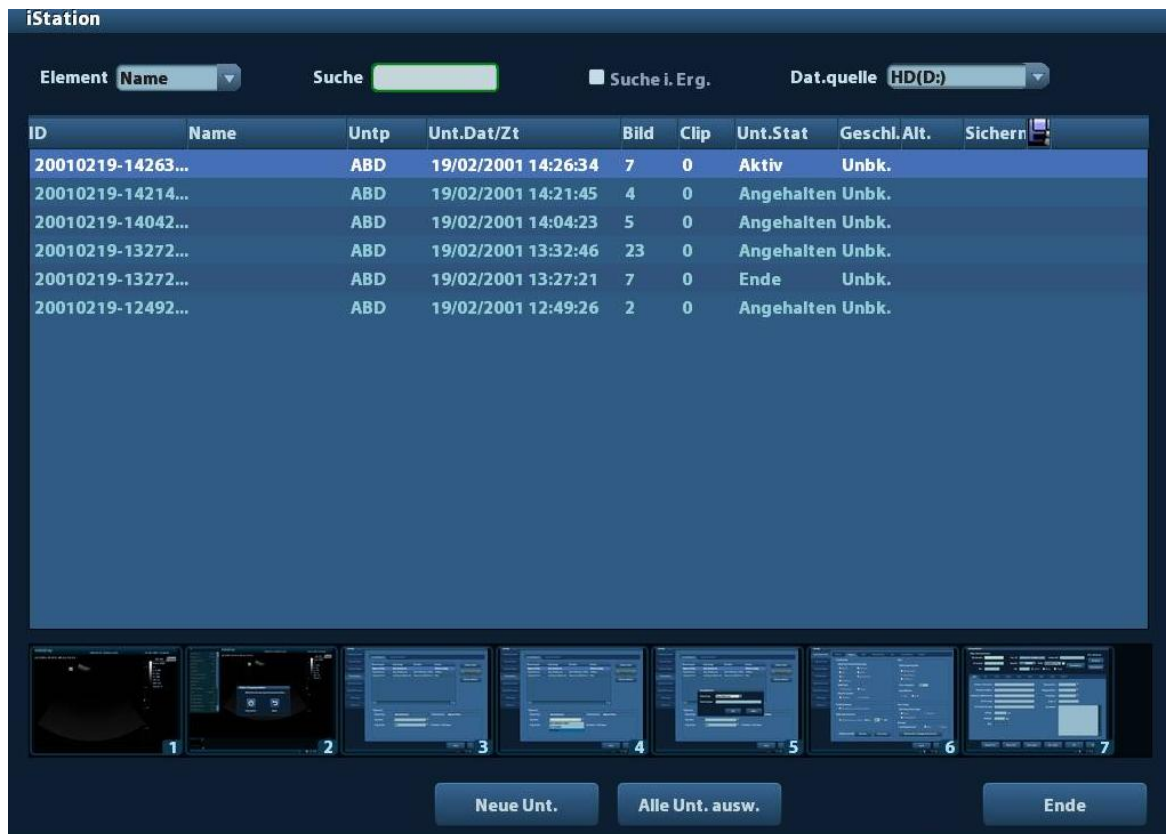 iStation
Element Name Suche Suche i. Erg. Dat.quelle HD(D:)
ID Name Untp Unt.Dat/Zt Bild Clip Unt.Stat Geschl. Alt. Sichern
20010219-14263... ABD 19/02/2001 14:26:34 7 0 Aktiv Unbk.
20010219-14214... ABD 19/02/2001 14:21:45 4 0 Angehalten Unbk.
20010219-14042... ABD 19/02/2001 14:04:23 5 0 Angehalten Unbk.
20010219-13272... ABD 19/02/2001 13:32:46 23 0 Angehalten Unbk.
20010219-13272... ABD 19/02/2001 13:27:21 7 0 Ende Unbk.
20010219-12492... ABD 19/02/2001 12:49:26 2 0 Angehalten Unbk.
1 2 3 4 5 6 7
Neue Unt. Alle Unt. ausw. Ende